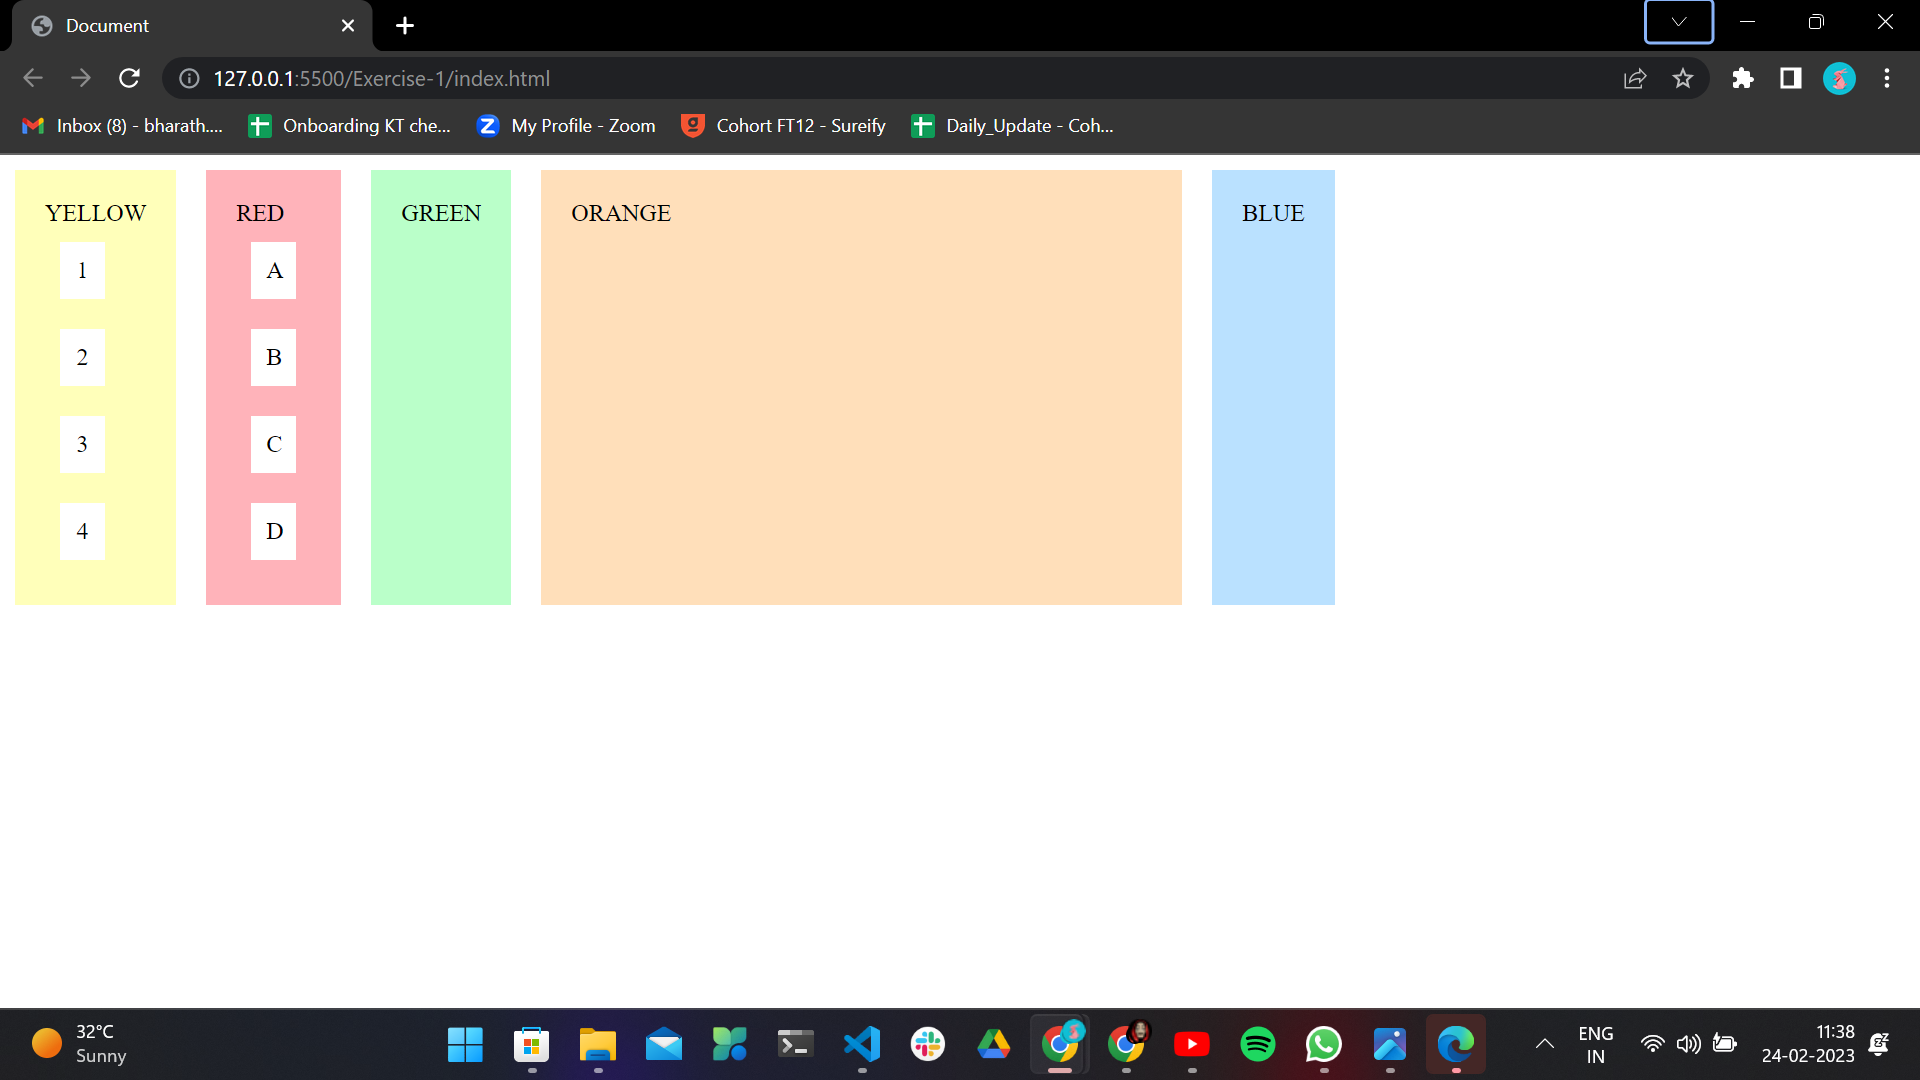 Document
127.0.0.1:5500/Exercise-1/index.html
Inbox (8) - bharath.... Onboarding KT che... My Profile - Zoom Cohort FT12 - Sureify Daily_Update - Coh...
YELLOW RED GREEN ORANGE BLUE
1 A
2 B
3 C
4 D
32°C
Sunny
ENG
IN
11:38
24-02-2023